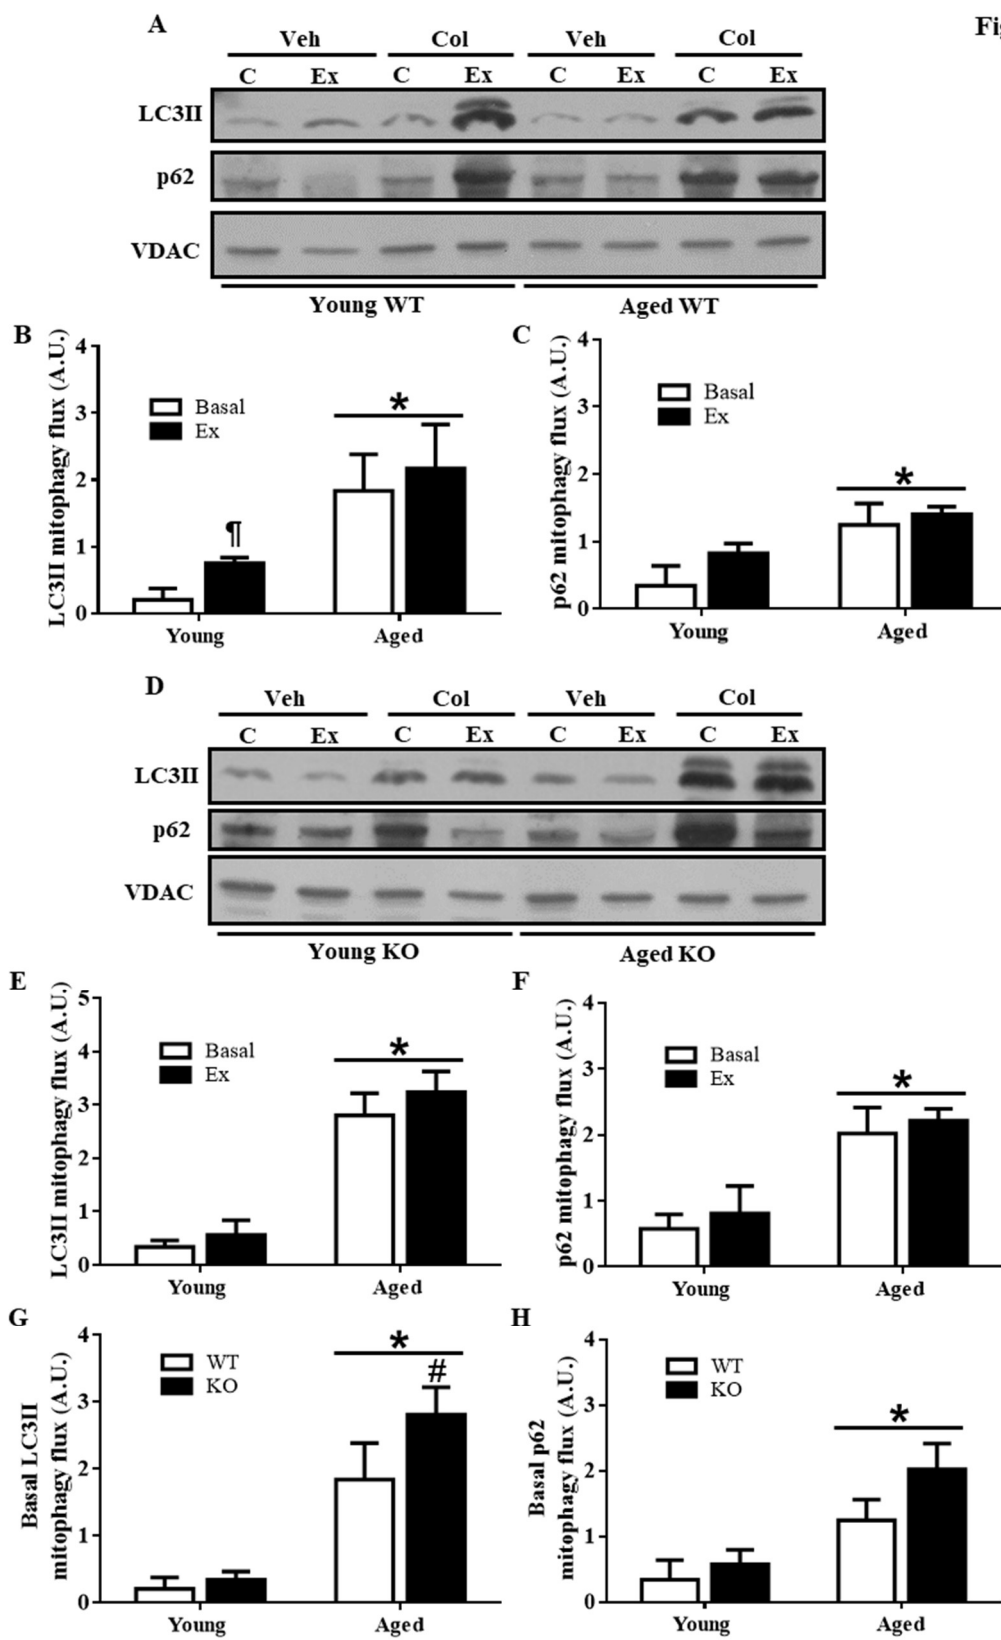 A
Fig
Veh Col Veh Col
C Ex C Ex C Ex C Ex
LC3II
p62
VDAC
Young WT Aged WT
B
LC3II mitophagy flux (A.U.)
4
3
2
1
0
Basal
Ex
¶
*
Young Aged
C
p62 mitophagy flux (A.U.)
4
3
2
1
0
Basal
Ex
*
Young Aged
D
Veh Col Veh Col
C Ex C Ex C Ex C Ex
LC3II
p62
VDAC
Young KO Aged KO
E
LC3II mitophagy flux (A.U.)
5
4
3
2
1
0
Basal
Ex
*
Young Aged
F
p62 mitophagy flux (A.U.)
4
3
2
1
0
Basal
Ex
*
Young Aged
G
Basal LC3II
mitophagy flux (A.U.)
4
3
2
1
0
WT
KO
*
#
Young Aged
H
Basal p62
mitophagy flux (A.U.)
4
3
2
1
0
WT
KO
*
Young Aged